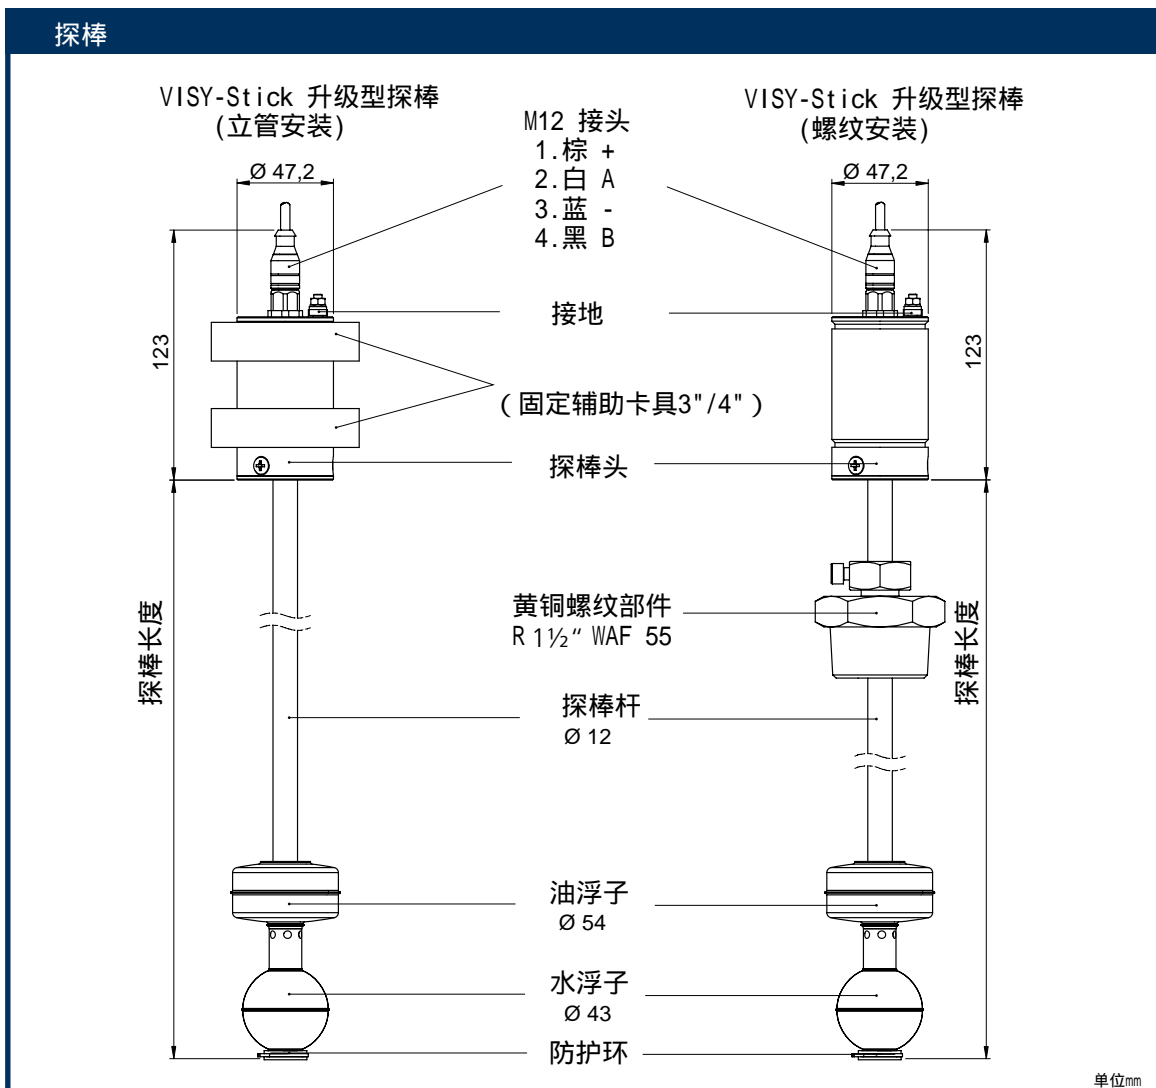 探棒
VISY-Stick 升级型探棒
(立管安装)
VISY-Stick 升级型探棒
(螺纹安装)
M12 接头
1.棕 +
2.白 A
3.蓝 -
4.黑 B
Ø 47,2
Ø 47,2
123
123
接地
(固定辅助卡具3"/4")
探棒头
探棒长度
探棒长度
黄铜螺纹部件
R 1½“ WAF 55
探棒杆
Ø 12
油浮子
Ø 54
水浮子
Ø 43
防护环
单位mm